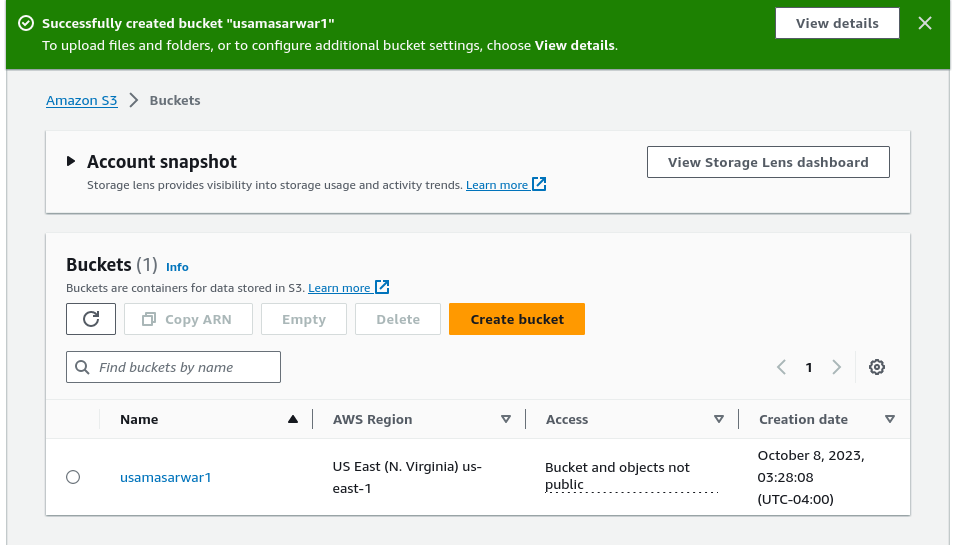 Successfully created bucket "usamasarwar1"
To upload files and folders, or to configure additional bucket settings, choose View details.
View details
Amazon S3 > Buckets
Account snapshot
Storage lens provides visibility into storage usage and activity trends. Learn more
View Storage Lens dashboard
Buckets (1) Info
Buckets are containers for data stored in S3. Learn more
Copy ARN
Empty
Delete
Create bucket
Find buckets by name
1
Name
AWS Region
Access
Creation date
usamasarwar1
US East (N. Virginia) us-
east-1
Bucket and objects not
public
October 8, 2023,
03:28:08
(UTC-04:00)